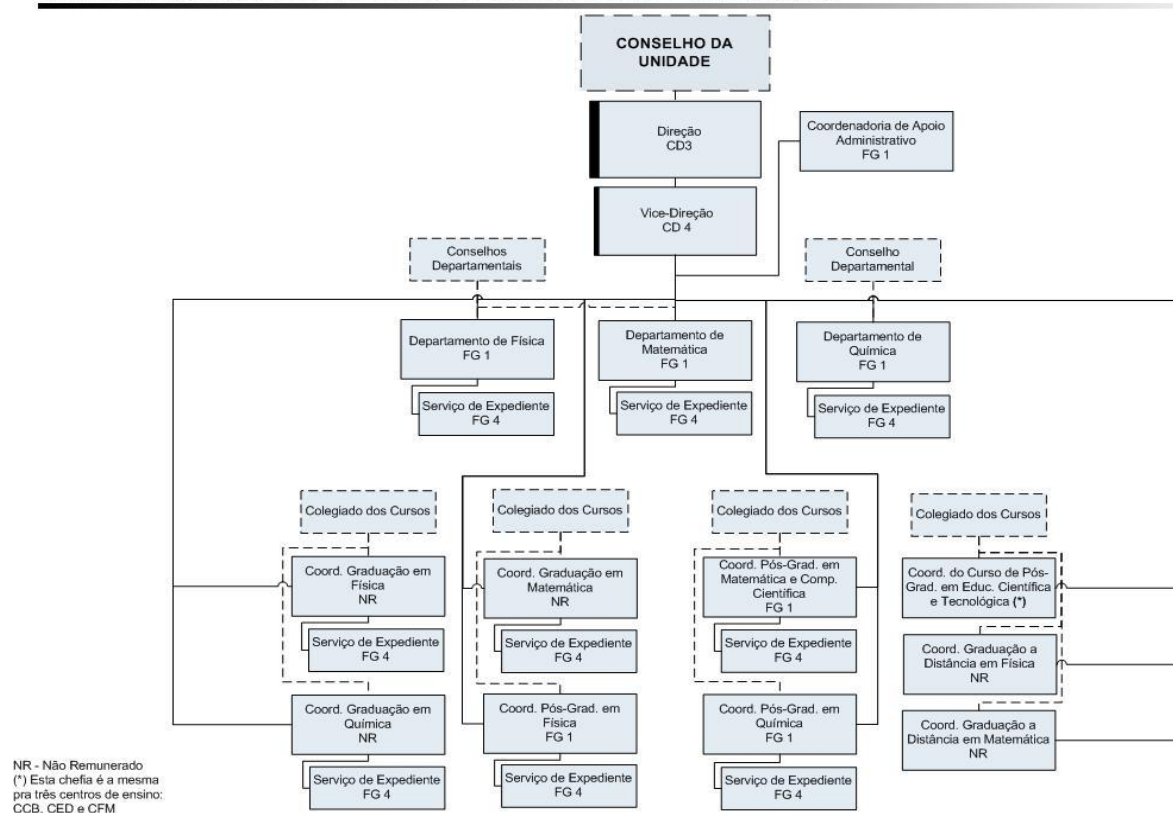 CONSELHO DA
UNIDADE
Direção
CD3
Coordenadoria de Apoio
Administrativo
FG 1
Vice-Direção
CD 4
Conselhos
Departamentais
Conselho
Departamental
Departamento de Física
FG 1
Departamento de
Matemática
FG 1
Departamento de
Química
FG 1
Serviço de Expediente
FG 4
Serviço de Expediente
FG 4
Serviço de Expediente
FG 4
Colegiado dos Cursos
Colegiado dos Cursos
Colegiado dos Cursos
Colegiado dos Cursos
Coord. Graduação em
Física
NR
Coord. Graduação em
Matemática
NR
Coord. Pós-Grad. em
Matemática e Comp.
Científica
FG 1
Coord. do Curso de Pós-
Grad. em Educ. Científica
e Tecnológica (*)
Serviço de Expediente
FG 4
Serviço de Expediente
FG 4
Serviço de Expediente
FG 4
Coord. Graduação a
Distância em Física
NR
Coord. Graduação em
Química
NR
Coord. Pós-Grad. em
Física
FG 1
Coord. Pós-Grad. em
Química
FG 1
Coord. Graduação a
Distância em Matemática
NR
Serviço de Expediente
FG 4
Serviço de Expediente
FG 4
Serviço de Expediente
FG 4
NR - Não Remunerado
(*) Esta chefia é a mesma
pra três centros de ensino:
CCB, CED e CFM